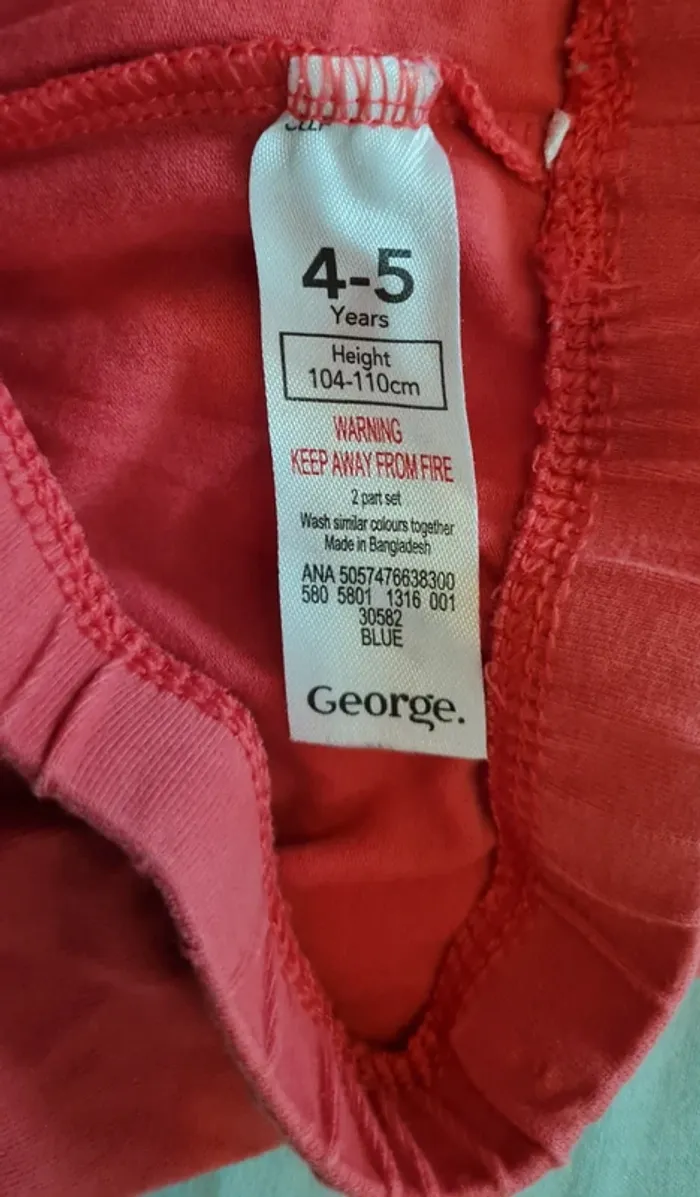 4-5
Years
Height
104-110cm
WARNING
KEEP AWAY FROM FIRE
2 part set
Wash similar colours together
Made in Bangladesh
ANA 5057476638300
580 5801 1316 001
30582
BLUE
George.